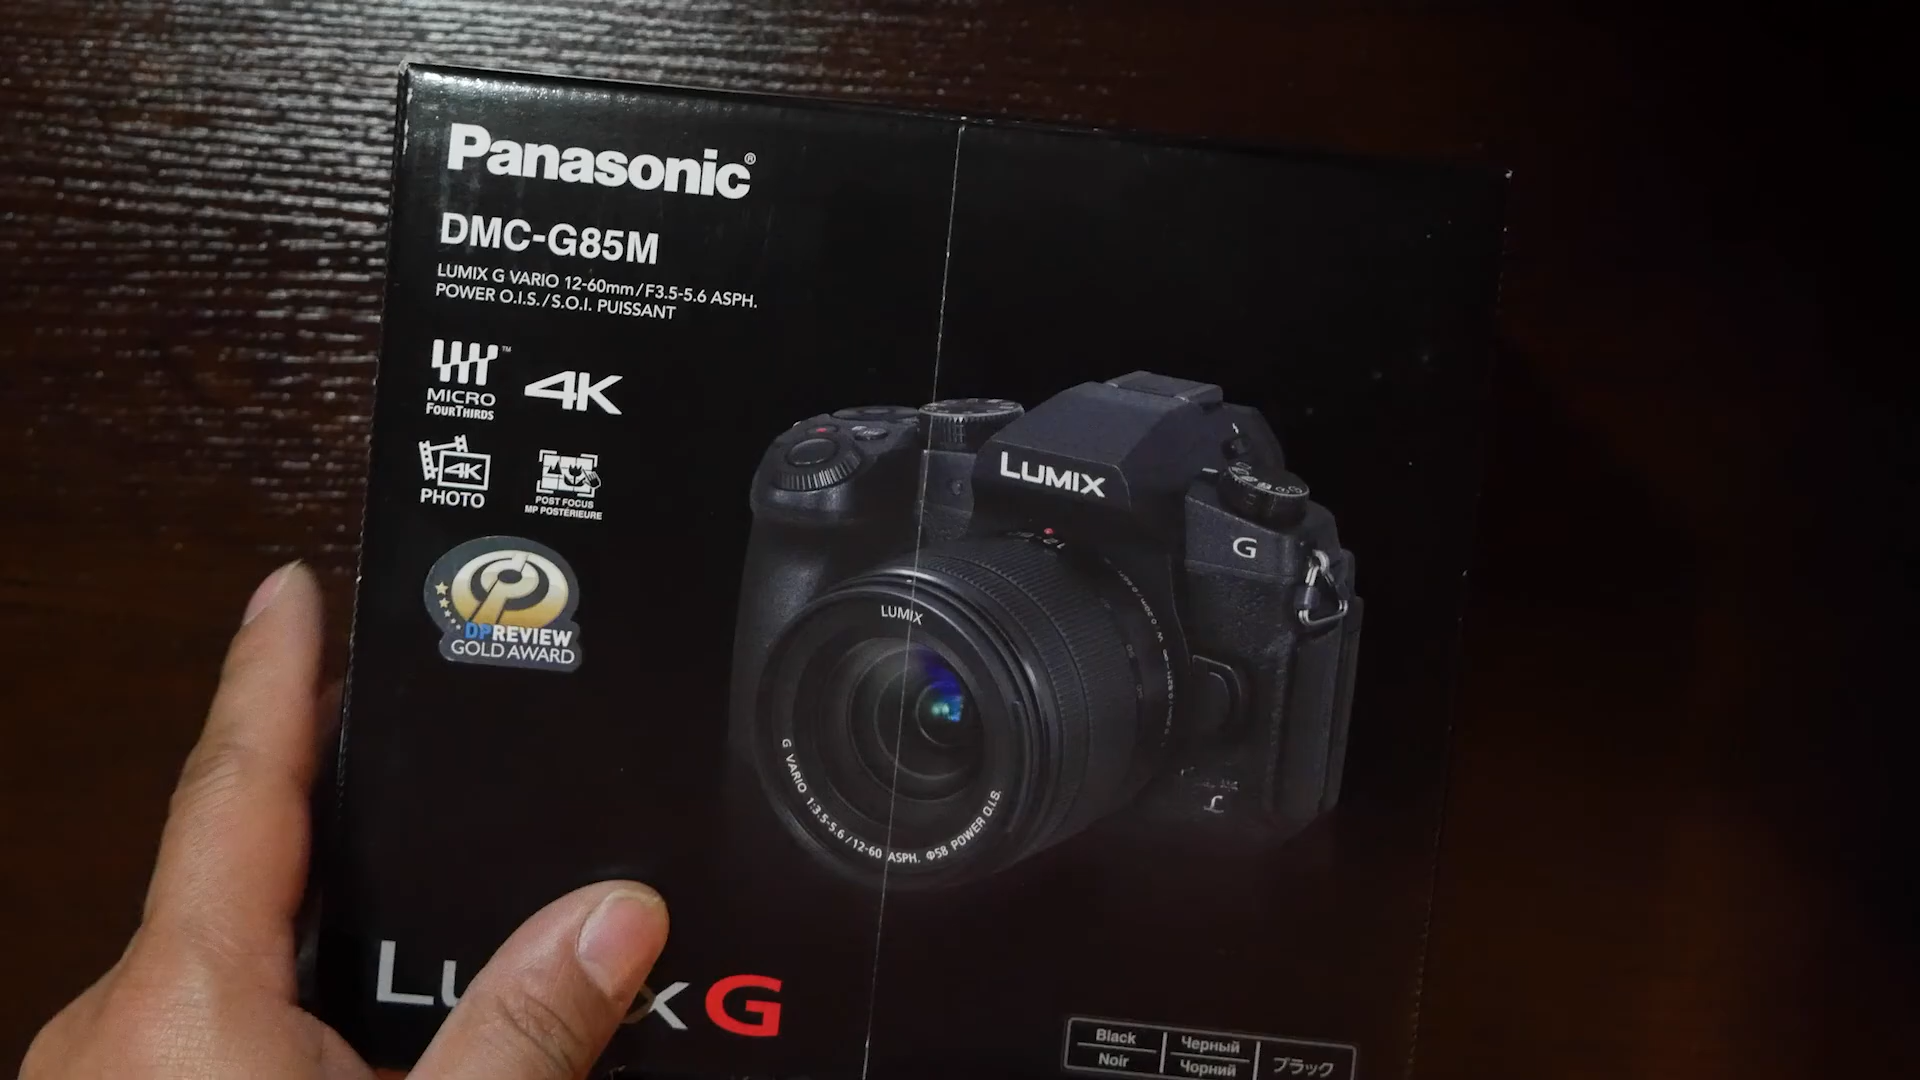 Panasonic®
DMC-G85M
LUMIX G VARIO 12-60mm/F3.5-5.6 ASPH.
POWER O.I.S./S.O.I. PUISSANT
MICRO
FOURTHIRDS™
4K
4K
PHOTO
POST FOCUS
MP POSTÉRIEURE
DPREVIEW
GOLD AWARD
LUMIX
G
LUMIX
G VARIO 1:3.5-5.6/12-60 ASPH. Φ58 POWER O.I.S.
G
Black
Noir
Черный
Чорний
ブラック